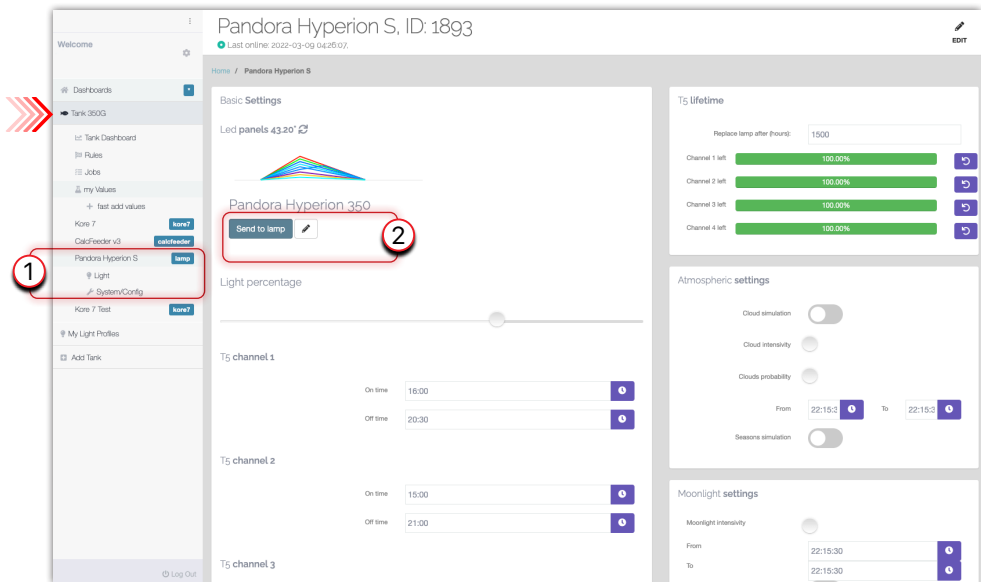 Pandora Hyperion S, ID: 1893
Last online: 2022-03-09 04:26:07,
EDIT
Welcome
Home / Pandora Hyperion S
Dashboards
Tank 350G
Tank Dashboard
Rules
Jobs
my Values
fast add values
Kore 7 kore7
CalcFeeder v3 calcfeeder
Pandora Hyperion S lamp
Light
System/Config
Kore 7 Test kore7
My Light Profiles
Add Tank
Log Out
1
Basic Settings
Led panels 43.20°
Pandora Hyperion 350
Send to lamp
2
Light percentage
T5 channel 1
On time 16:00
Off time 20:30
T5 channel 2
On time 15:00
Off time 21:00
T5 channel 3
T5 lifetime
Replace lamp after (hours): 1500
Channel 1 left 100.00%
Channel 2 left 100.00%
Channel 3 left 100.00%
Channel 4 left 100.00%
Atmospheric settings
Cloud simulation
Cloud intensivity
Clouds probability
From 22:15:3 To 22:15:3
Seasons simulation
Moonlight settings
Moonlight intensivity
From 22:15:30
To 22:15:30